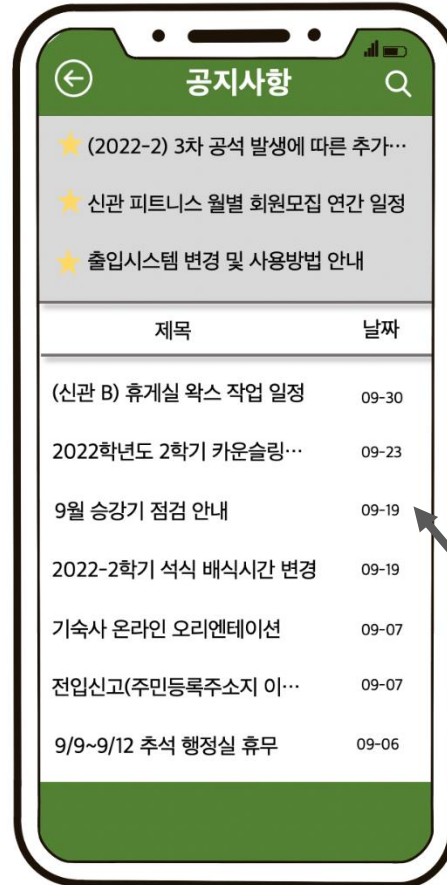 공지사항
(2022-2) 3차 공석 발생에 따른 추가…
신관 피트니스 월별 회원모집 연간 일정
출입시스템 변경 및 사용방법 안내
제목 날짜
(신관 B) 휴게실 왁스 작업 일정 09-30
2022학년도 2학기 카운슬링… 09-23
9월 승강기 점검 안내 09-19
2022-2학기 석식 배식시간 변경 09-19
기숙사 온라인 오리엔테이션 09-07
전입신고(주민등록주소지 이… 09-07
9/9~9/12 추석 행정실 휴무 09-06